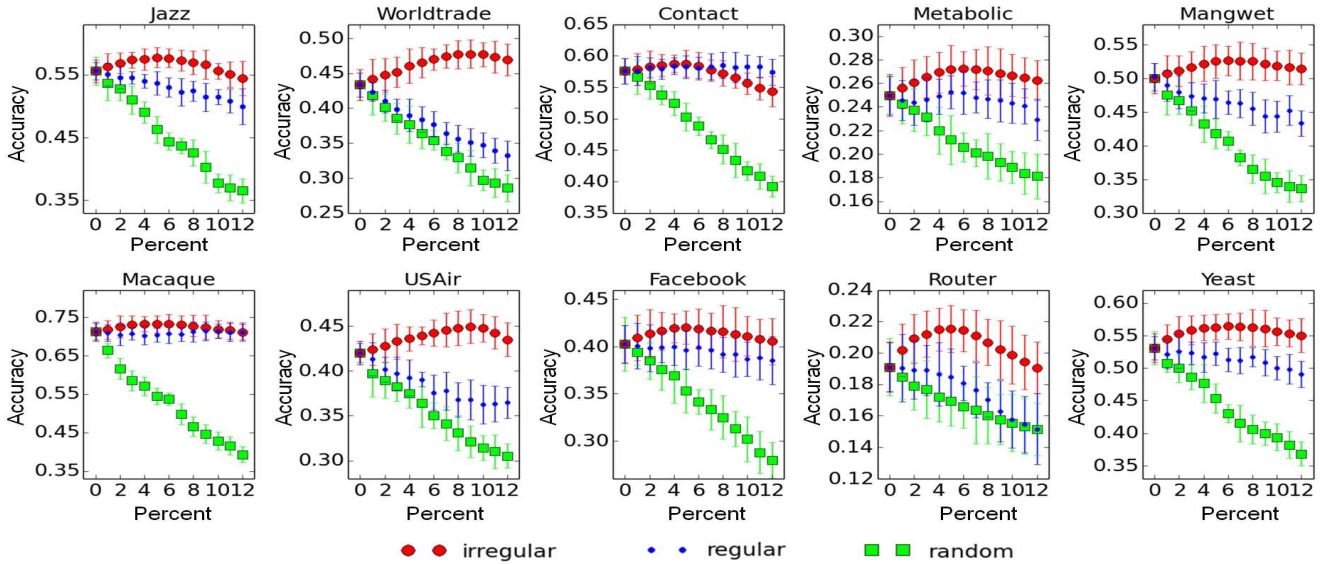 Jazz
Worldtrade
Contact
Metabolic
Mangwet
Accuracy
0.55
0.45
0.35
0 2 4 6 8 1012
Percent
Accuracy
0.50
0.45
0.40
0.35
0.30
0.25
0 2 4 6 8 1012
Percent
Accuracy
0.65
0.60
0.55
0.50
0.45
0.40
0.35
0 2 4 6 8 1012
Percent
Accuracy
0.28
0.26
0.24
0.22
0.20
0.18
0.16
0 2 4 6 8 1012
Percent
Accuracy
0.55
0.50
0.45
0.40
0.35
0.30
0 2 4 6 8 1012
Percent
Macaque
USAir
Facebook
Router
Yeast
Accuracy
0.75
0.65
0.55
0.45
0.35
0 2 4 6 8 1012
Percent
Accuracy
0.45
0.40
0.35
0.30
0 2 4 6 8 1012
Percent
Accuracy
0.45
0.40
0.35
0.30
0 2 4 6 8 1012
Percent
Accuracy
0.24
0.22
0.20
0.18
0.16
0.14
0.12
0 2 4 6 8 1012
Percent
Accuracy
0.60
0.55
0.50
0.45
0.40
0.35
0 2 4 6 8 1012
Percent
irregular
regular
random